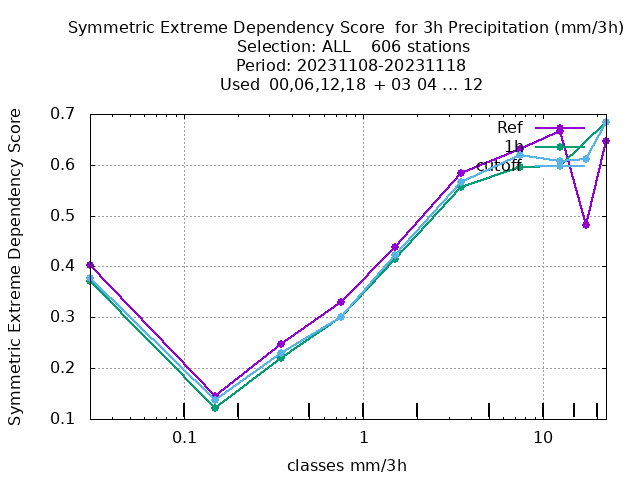 Symmetric Extreme Dependency Score for 3h Precipitation (mm/3h)
Selection: ALL 606 stations
Period: 20231108-20231118
Used 00,06,12,18 + 03 04 ... 12
Symmetric Extreme Dependency Score
0.7
0.6
0.5
0.4
0.3
0.2
0.1
Ref
1h
cutoff
0.1
1
10
classes mm/3h